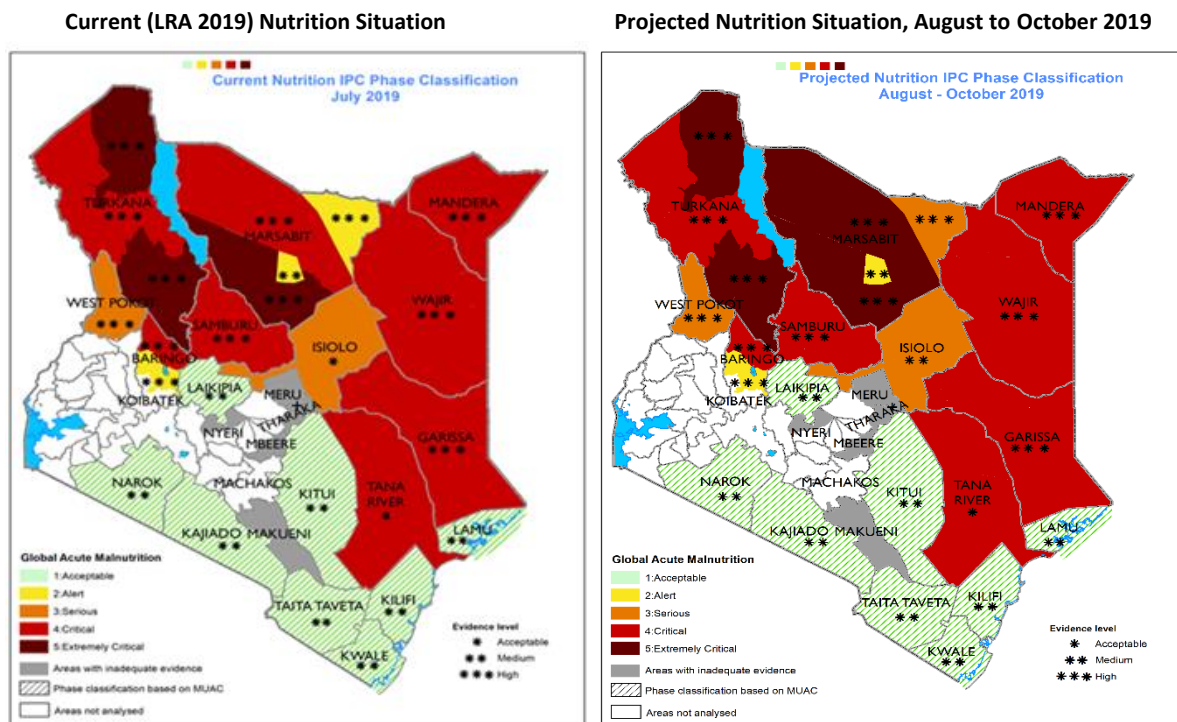 Current (LRA 2019) Nutrition Situation
Current Nutrition IPC Phase Classification
July 2019
TURKANA
MARSABIT
MANDERA
WAJIR
WEST POKOT
SAMBURU
ISIOLO
BARINGO
LAIKIPIA
KOIBATEK
MERU
THARAKA
NYERI
MBEERE
GARISSA
MACHAKOS
NAROK
KITUI
TANA
RIVER
KAJIADO
MAKUENI
LAMU
TAITA TAVETA
KILIFI
KWALE
Global Acute Malnutrition
1:Acceptable
2:Alert
3:Serious
4:Critical
5:Extremely Critical
Areas with inadequate evidence
Phase classification based on MUAC
Areas not analysed
Evidence level
Acceptable
Medium
High
Projected Nutrition Situation, August to October 2019
Projected Nutrition IPC Phase Classification
August - October 2019
TURKANA
MARSABIT
MANDERA
WAJIR
WEST POKOT
SAMBURU
ISIOLO
BARINGO
LAIKIPIA
KOIBATEK
MERU
THARAKA
NYERI
MBEERE
GARISSA
MACHAKOS
NAROK
KITUI
TANA
RIVER
KAJIADO
MAKUENI
LAMU
TAITA TAVETA
KILIFI
KWALE
Global Acute Malnutrition
1:Acceptable
2:Alert
3:Serious
4:Critical
5:Extremely Critical
Areas with inadequate evidence
Phase classification based on MUAC
Areas not analysed
Evidence level
Acceptable
Medium
High